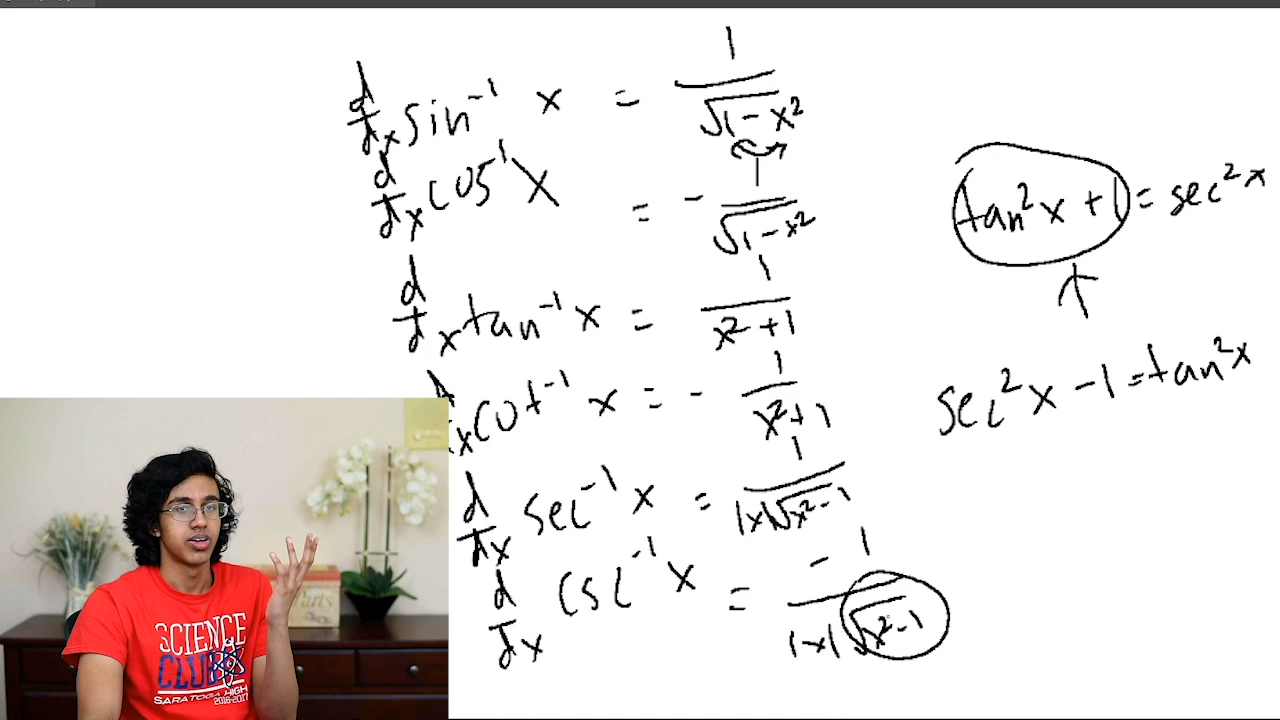 d/dx sin⁻¹ x = 1/√(1-x²)
d/dx cos⁻¹ x = - 1/√(1-x²)
d/dx tan⁻¹ x = 1/(x²+1)
d/dx cot⁻¹ x = - 1/(x²+1)
d/dx sec⁻¹ x = 1/(|x|√(x²-1))
d/dx csc⁻¹ x = -1/(|x|√(x²-1))
tan²x + 1 = sec²x
sec²x - 1 = tan²x
SCIENCE
CLUB
SARATOGA HIGH
2016-2017